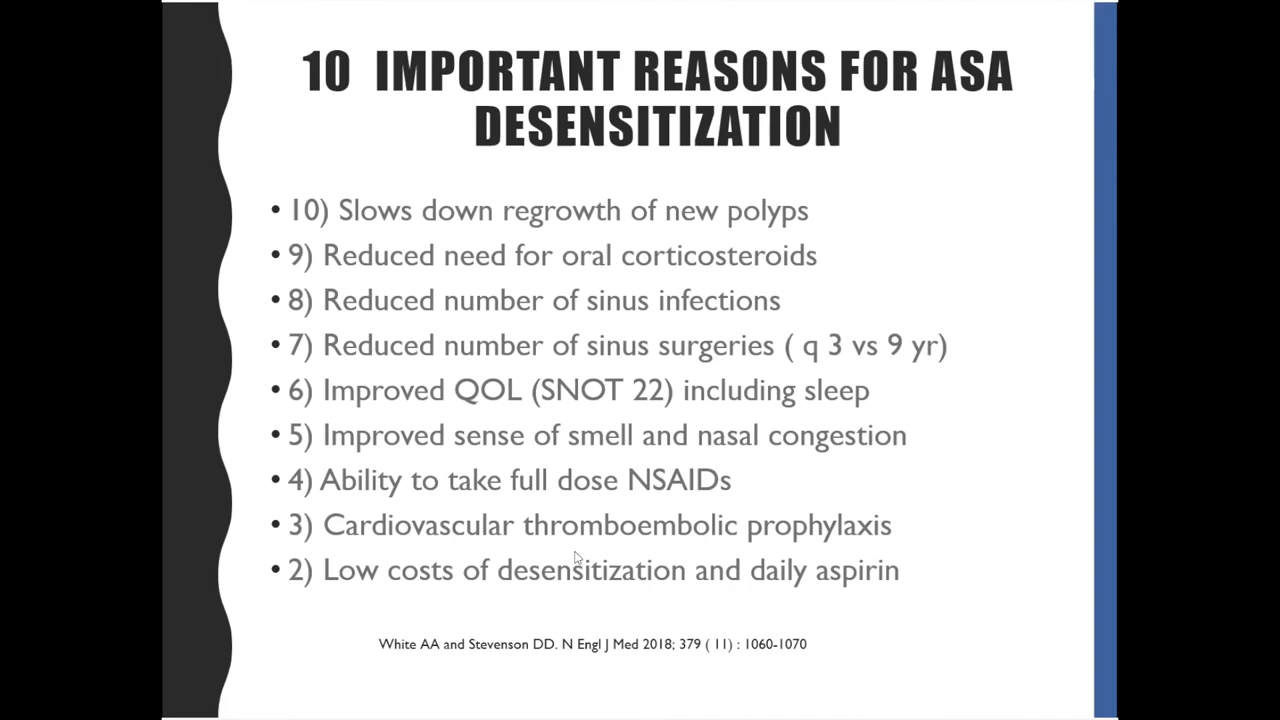 10 IMPORTANT REASONS FOR ASA
DESENSITIZATION
• 10) Slows down regrowth of new polyps
• 9) Reduced need for oral corticosteroids
• 8) Reduced number of sinus infections
• 7) Reduced number of sinus surgeries ( q 3 vs 9 yr)
• 6) Improved QOL (SNOT 22) including sleep
• 5) Improved sense of smell and nasal congestion
• 4) Ability to take full dose NSAIDs
• 3) Cardiovascular thromboembolic prophylaxis
• 2) Low costs of desensitization and daily aspirin
White AA and Stevenson DD. N Engl J Med 2018; 379 ( 11) : 1060-1070